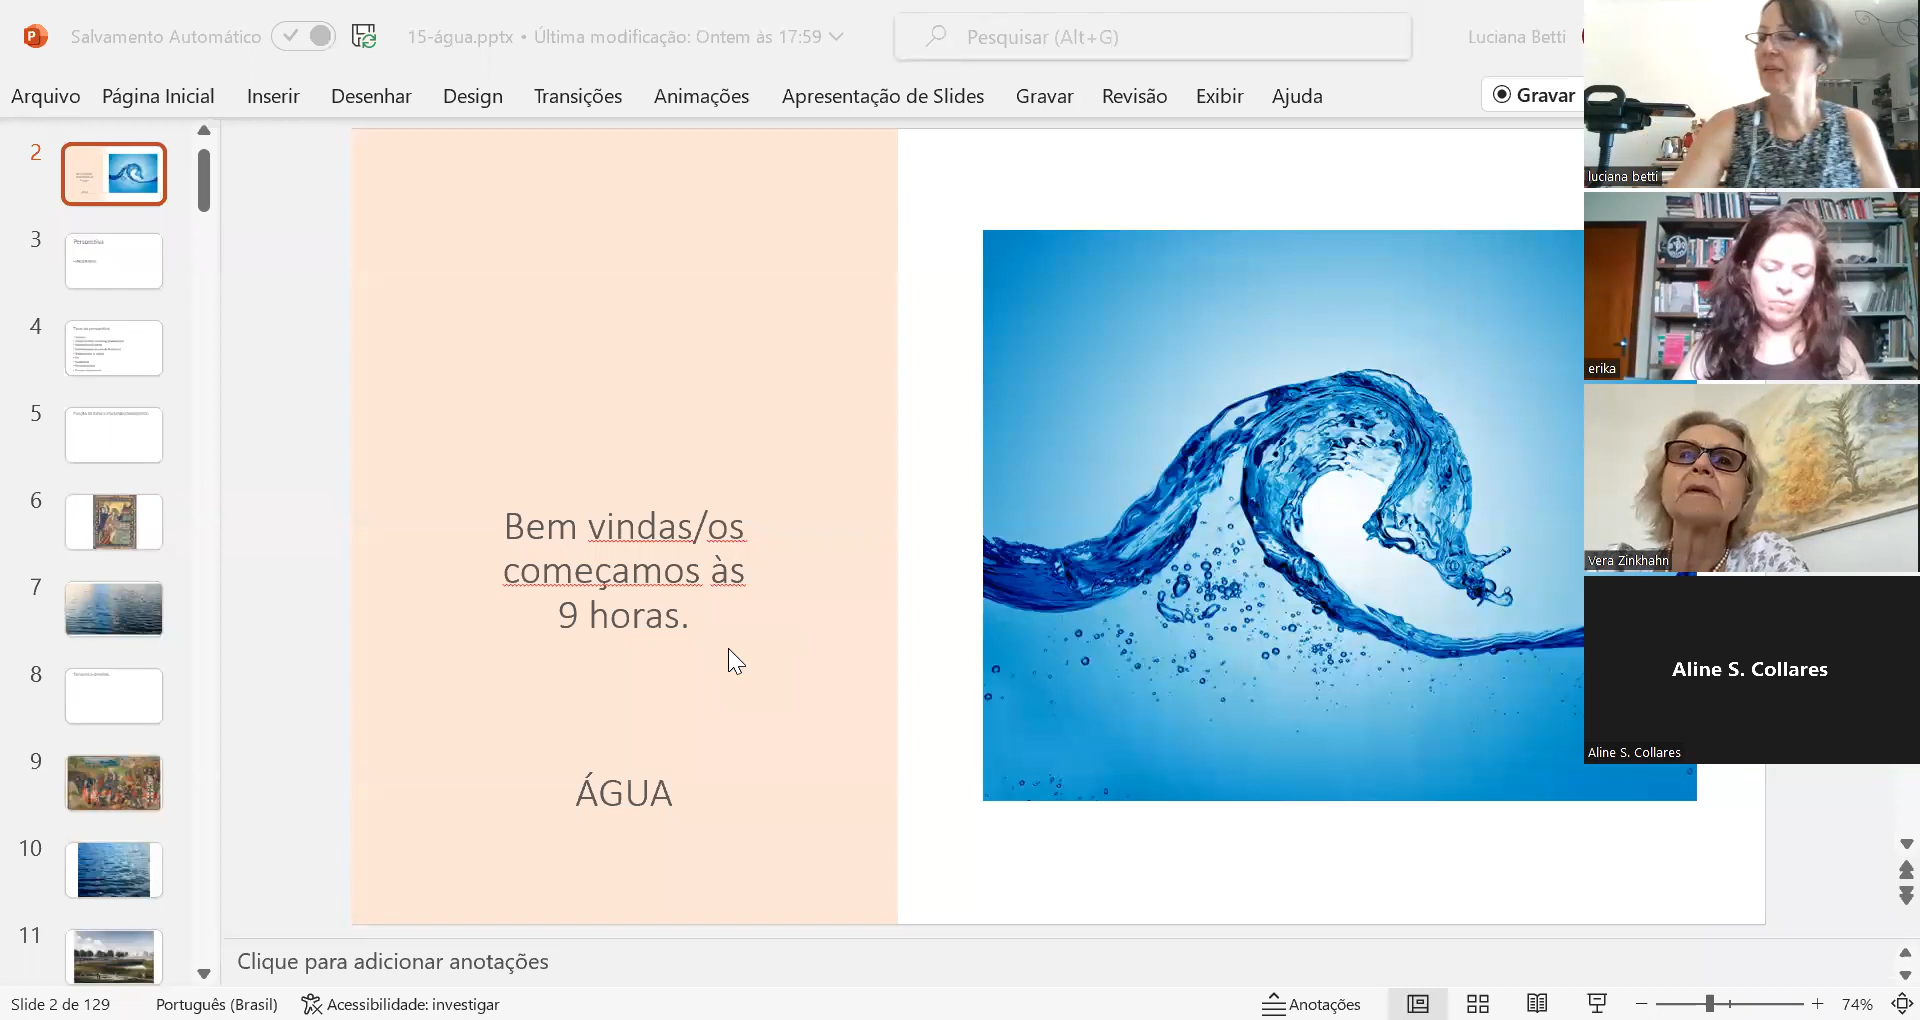 Salvamento Automático
15-água.pptx • Última modificação: Ontem às 17:59
Pesquisar (Alt+G)
Luciana Betti
Arquivo Página Inicial Inserir Desenhar Design Transições Animações Apresentação de Slides Gravar Revisão Exibir Ajuda
Gravar
luciana betti
erika
Vera Zinkhahn
Aline S. Collares
Aline S. Collares
2
3
Perspectiva
4
5
6
7
8
9
10
11
Bem vindas/os
começamos às
9 horas.
ÁGUA
Clique para adicionar anotações
Slide 2 de 129 Português (Brasil) Acessibilidade: investigar
Anotações
74%